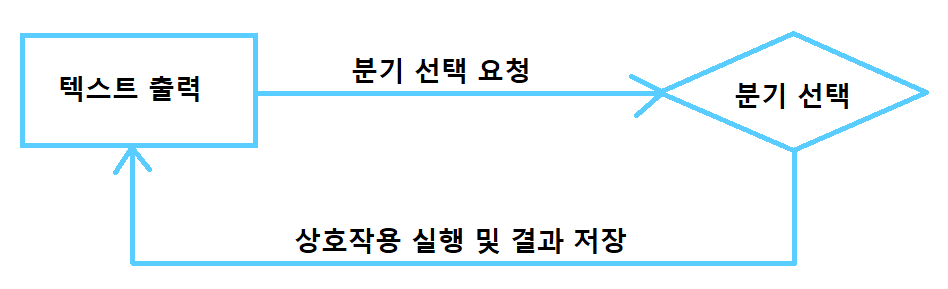 텍스트 출력
분기 선택 요청
분기 선택
상호작용 실행 및 결과 저장